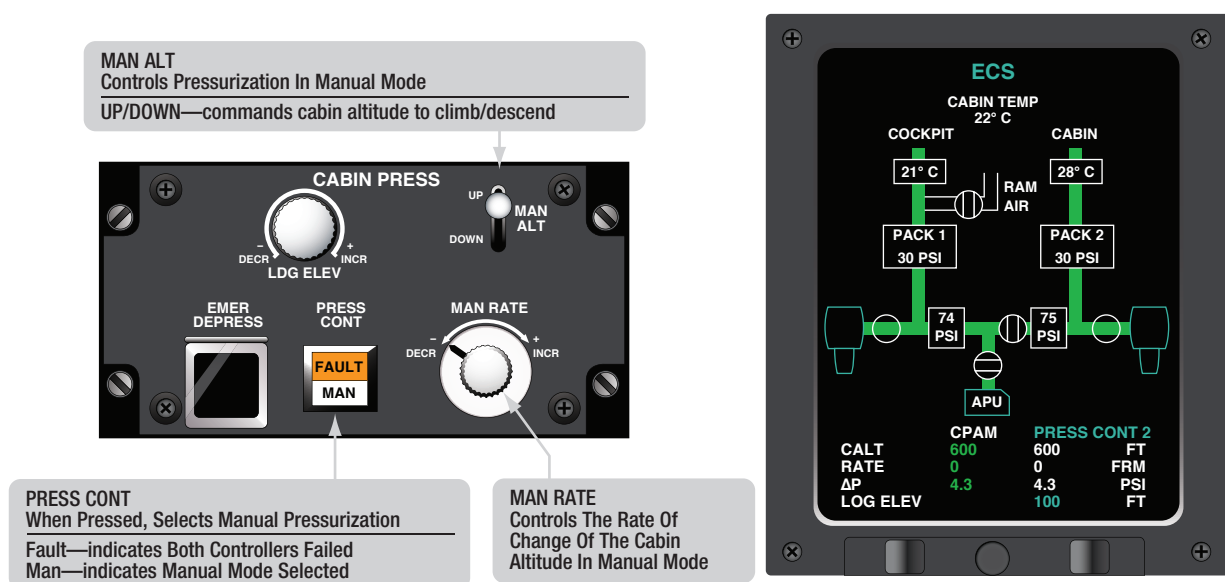 MAN ALT
Controls Pressurization In Manual Mode
UP/DOWN—commands cabin altitude to climb/descend
CABIN PRESS
UP
MAN
ALT
DOWN
– +
DECR INCR
LDG ELEV
EMER
DEPRESS
PRESS
CONT
FAULT
MAN
MAN RATE
– +
DECR INCR
PRESS CONT
When Pressed, Selects Manual Pressurization
Fault—indicates Both Controllers Failed
Man—indicates Manual Mode Selected
MAN RATE
Controls The Rate Of
Change Of The Cabin
Altitude In Manual Mode
ECS
CABIN TEMP
22° C
COCKPIT CABIN
21° C 28° C
RAM
AIR
PACK 1 PACK 2
30 PSI 30 PSI
74 75
PSI PSI
APU
CPAM PRESS CONT 2
CALT 600 600 FT
RATE 0 0 FRM
ΔP 4.3 4.3 PSI
LOG ELEV 100 FT